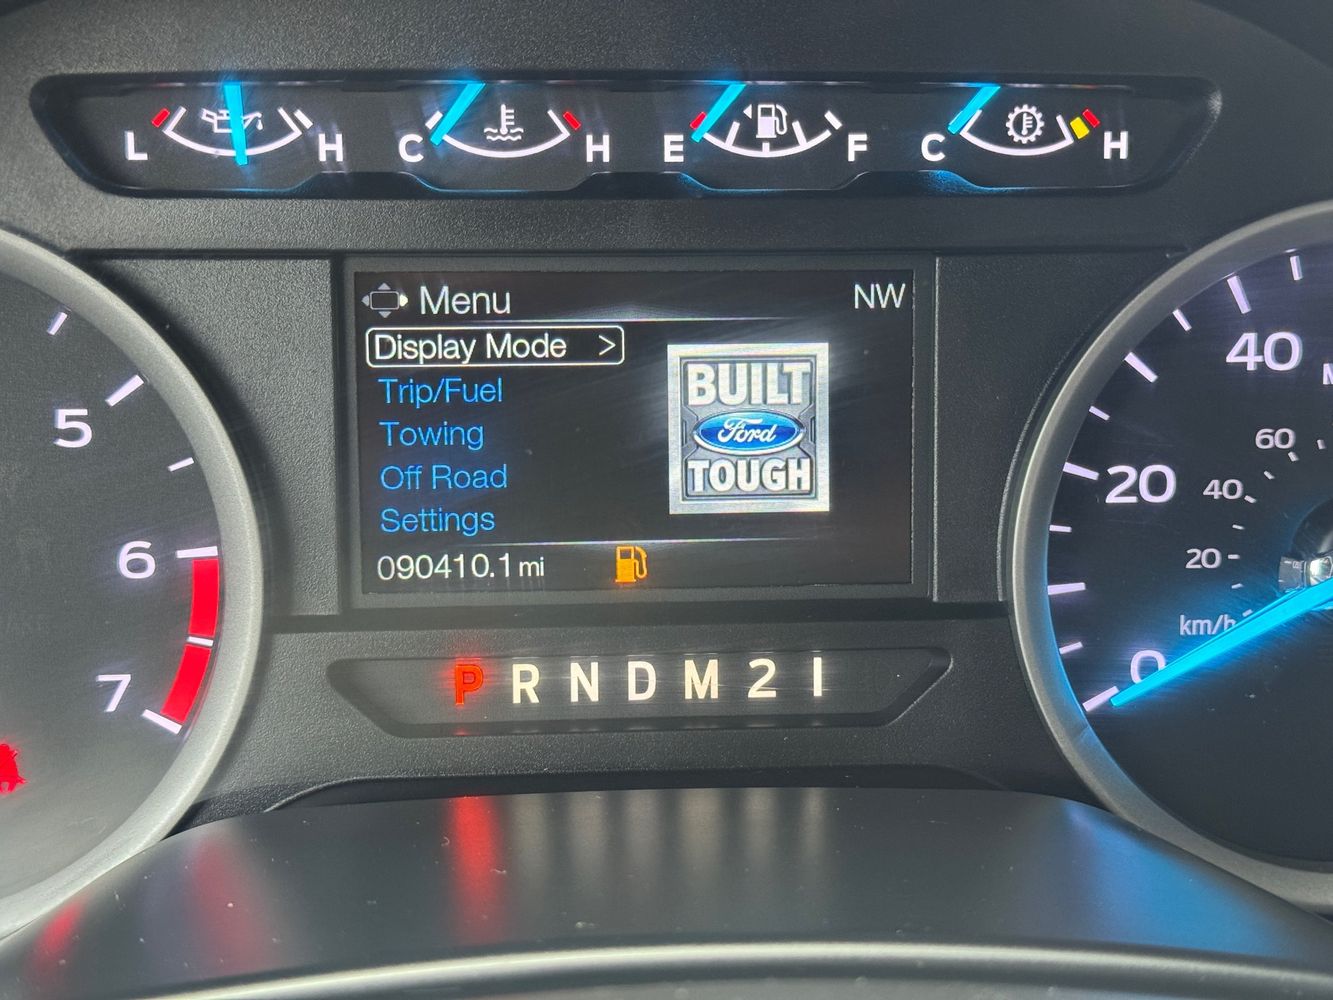 L H C H E F C H
Menu NW
Display Mode >
Trip/Fuel
Towing
Off Road
Settings
BUILT
Ford
TOUGH
090410.1 mi
P R N D M 2 1
5
6
7
40
20
0
60
40
20
km/h